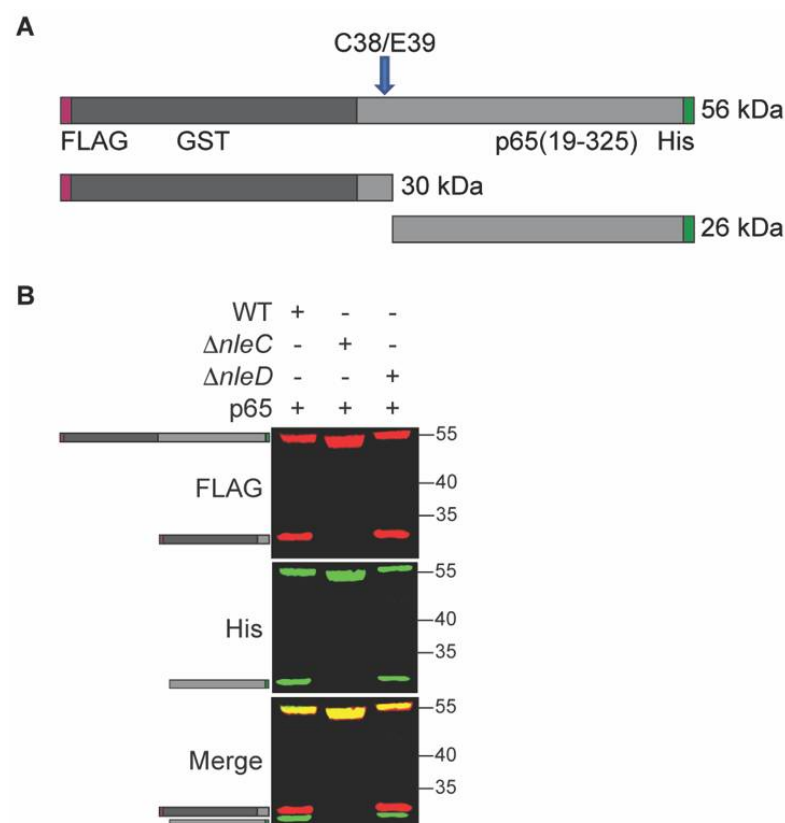 A
C38/E39
56 kDa
FLAG GST p65(19-325) His
30 kDa
26 kDa
B
WT + - -
ΔnleC - + -
ΔnleD - - +
p65 + + +
55
FLAG
40
35
55
His
40
35
55
Merge
40
35